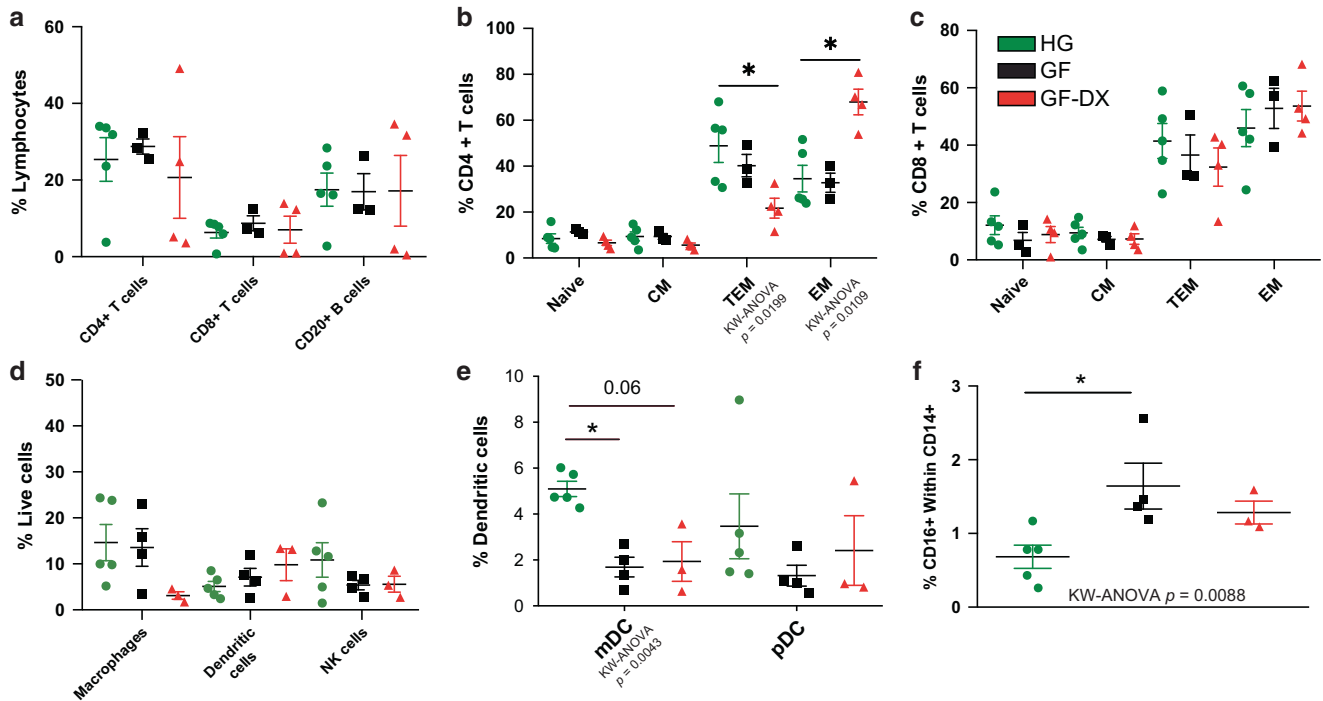 a
60
40
20
0
% Lymphocytes
CD4+ T cells
CD8+ T cells
CD20+ B cells
b
100
80
60
40
20
0
% CD4 + T cells
*
*
Naive
CM
TEM
KW-ANOVA
p = 0.0199
EM
KW-ANOVA
p = 0.0109
c
80
60
40
20
0
% CD8 + T cells
HG
GF
GF-DX
Naive
CM
TEM
EM
d
50
40
30
20
10
0
% Live cells
Macrophages
Dendritic
cells
NK cells
e
10
8
6
4
2
0
% Dendritic cells
0.06
*
mDC
KW-ANOVA
p = 0.0043
pDC
f
3
2
1
0
% CD16+ Within CD14+
*
KW-ANOVA p = 0.0088